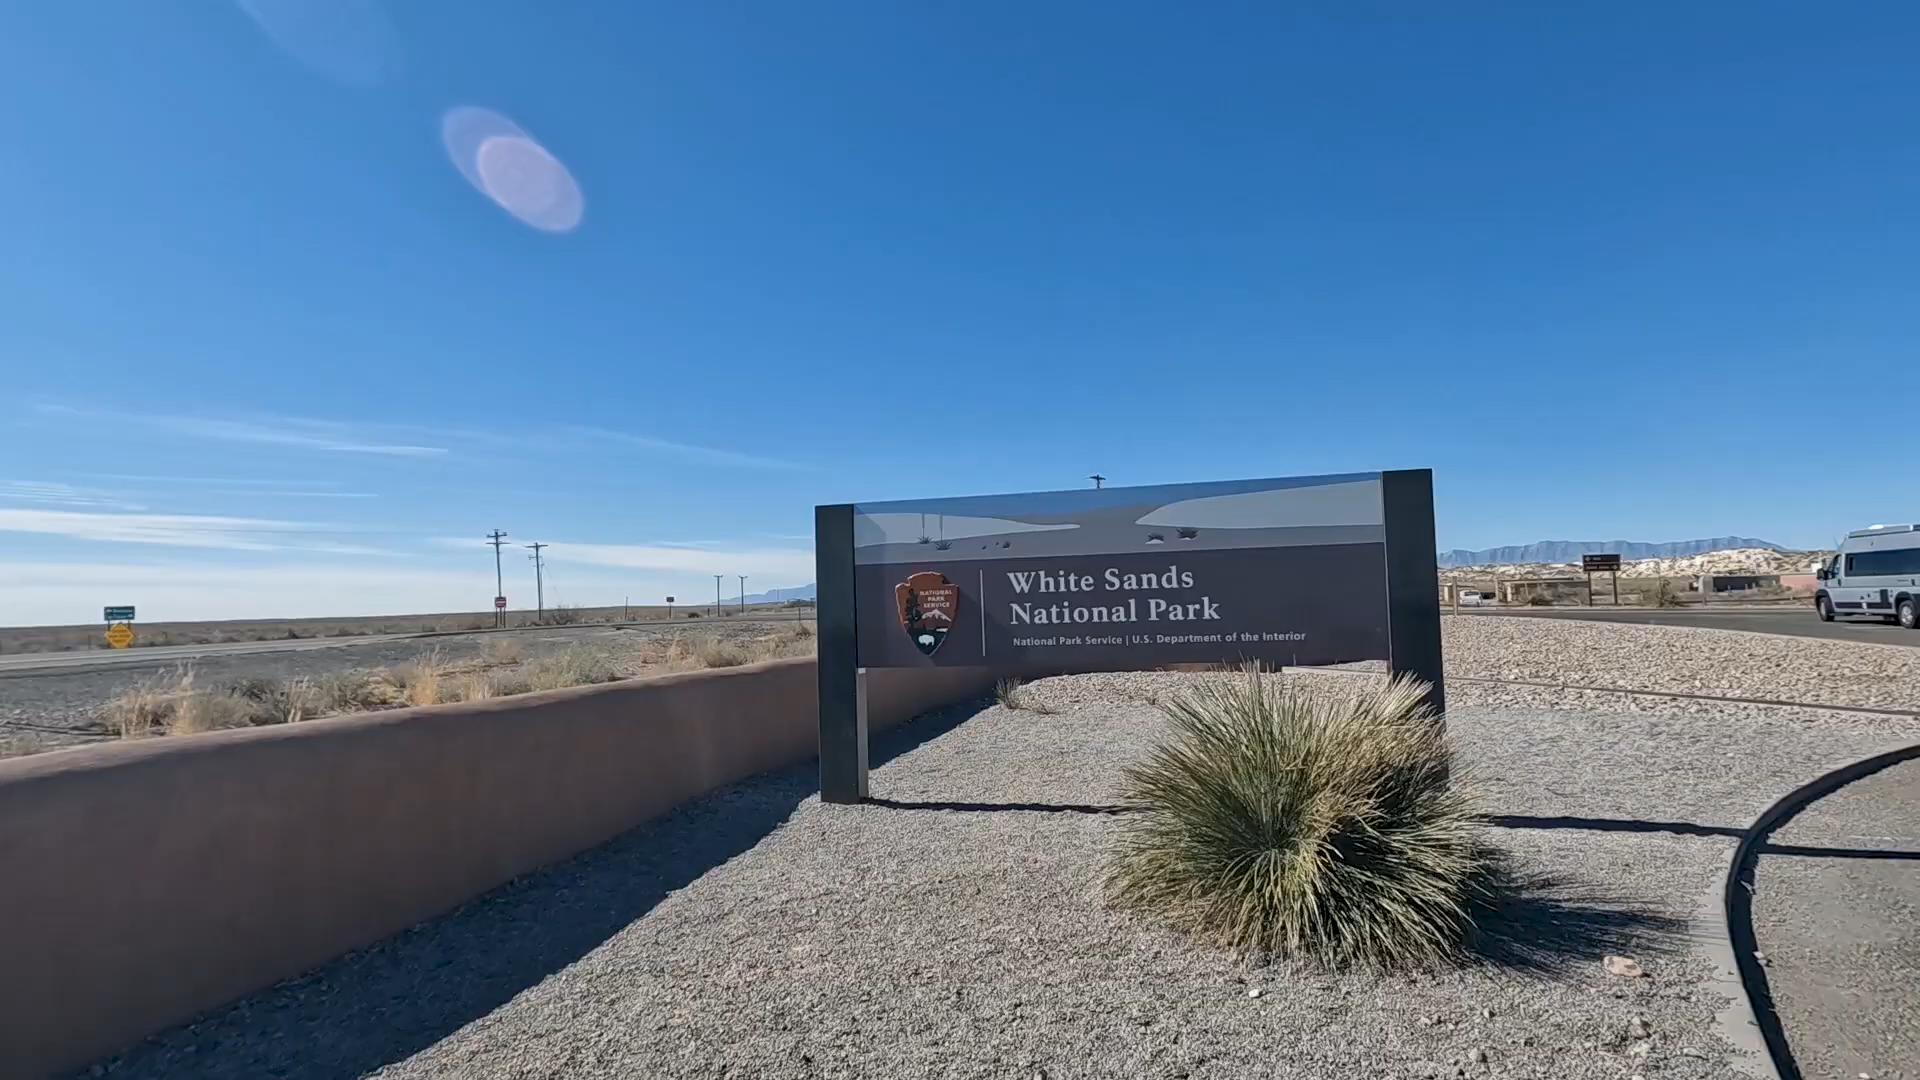 NATIONAL
PARK
SERVICE
White Sands
National Park
National Park Service | U.S. Department of the Interior